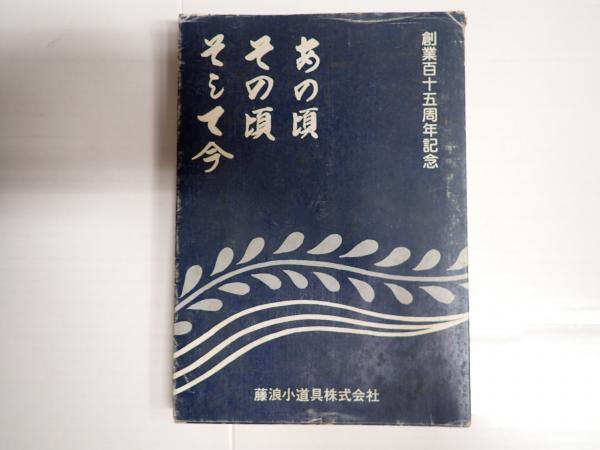 創業百十五周年記念
あの頃
その頃
そして今
藤浪小道具株式会社